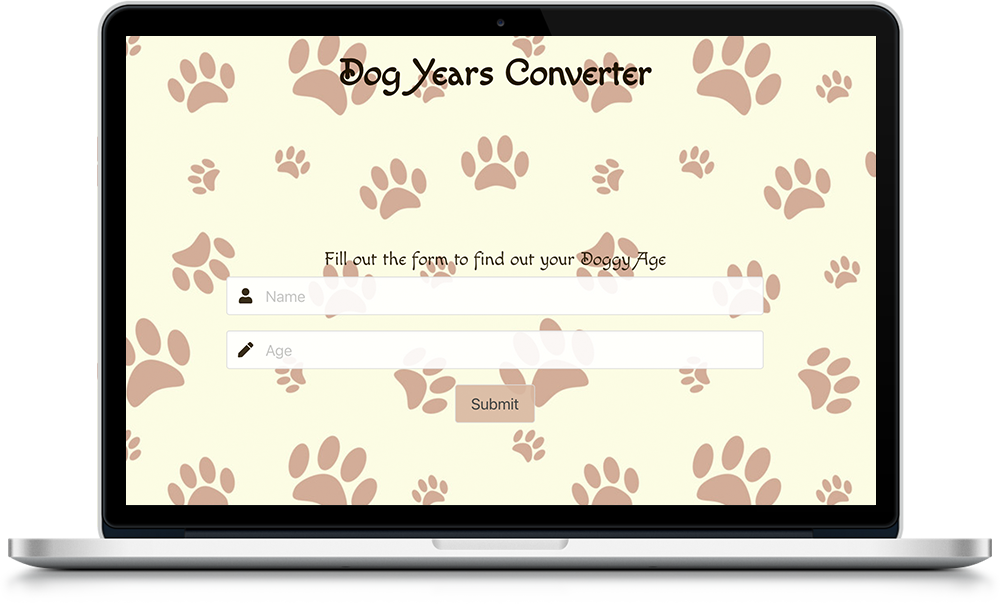 Dog Years Converter
Fill out the form to find out your Doggy Age
Name
Age
Submit